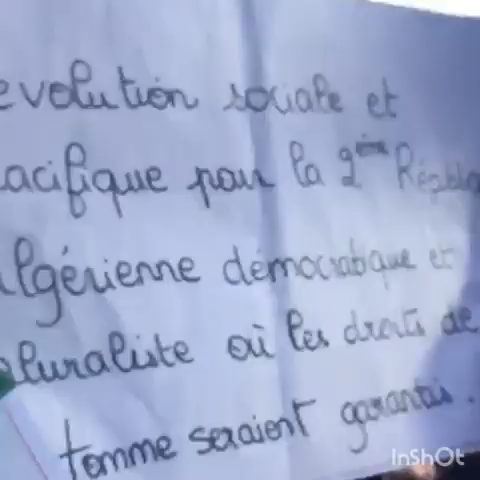 evolution sociale et
acifique pour la 2ème Républ
lgérienne démocratique et
luraliste où les droits de
femme seraient garantis.
InShOt